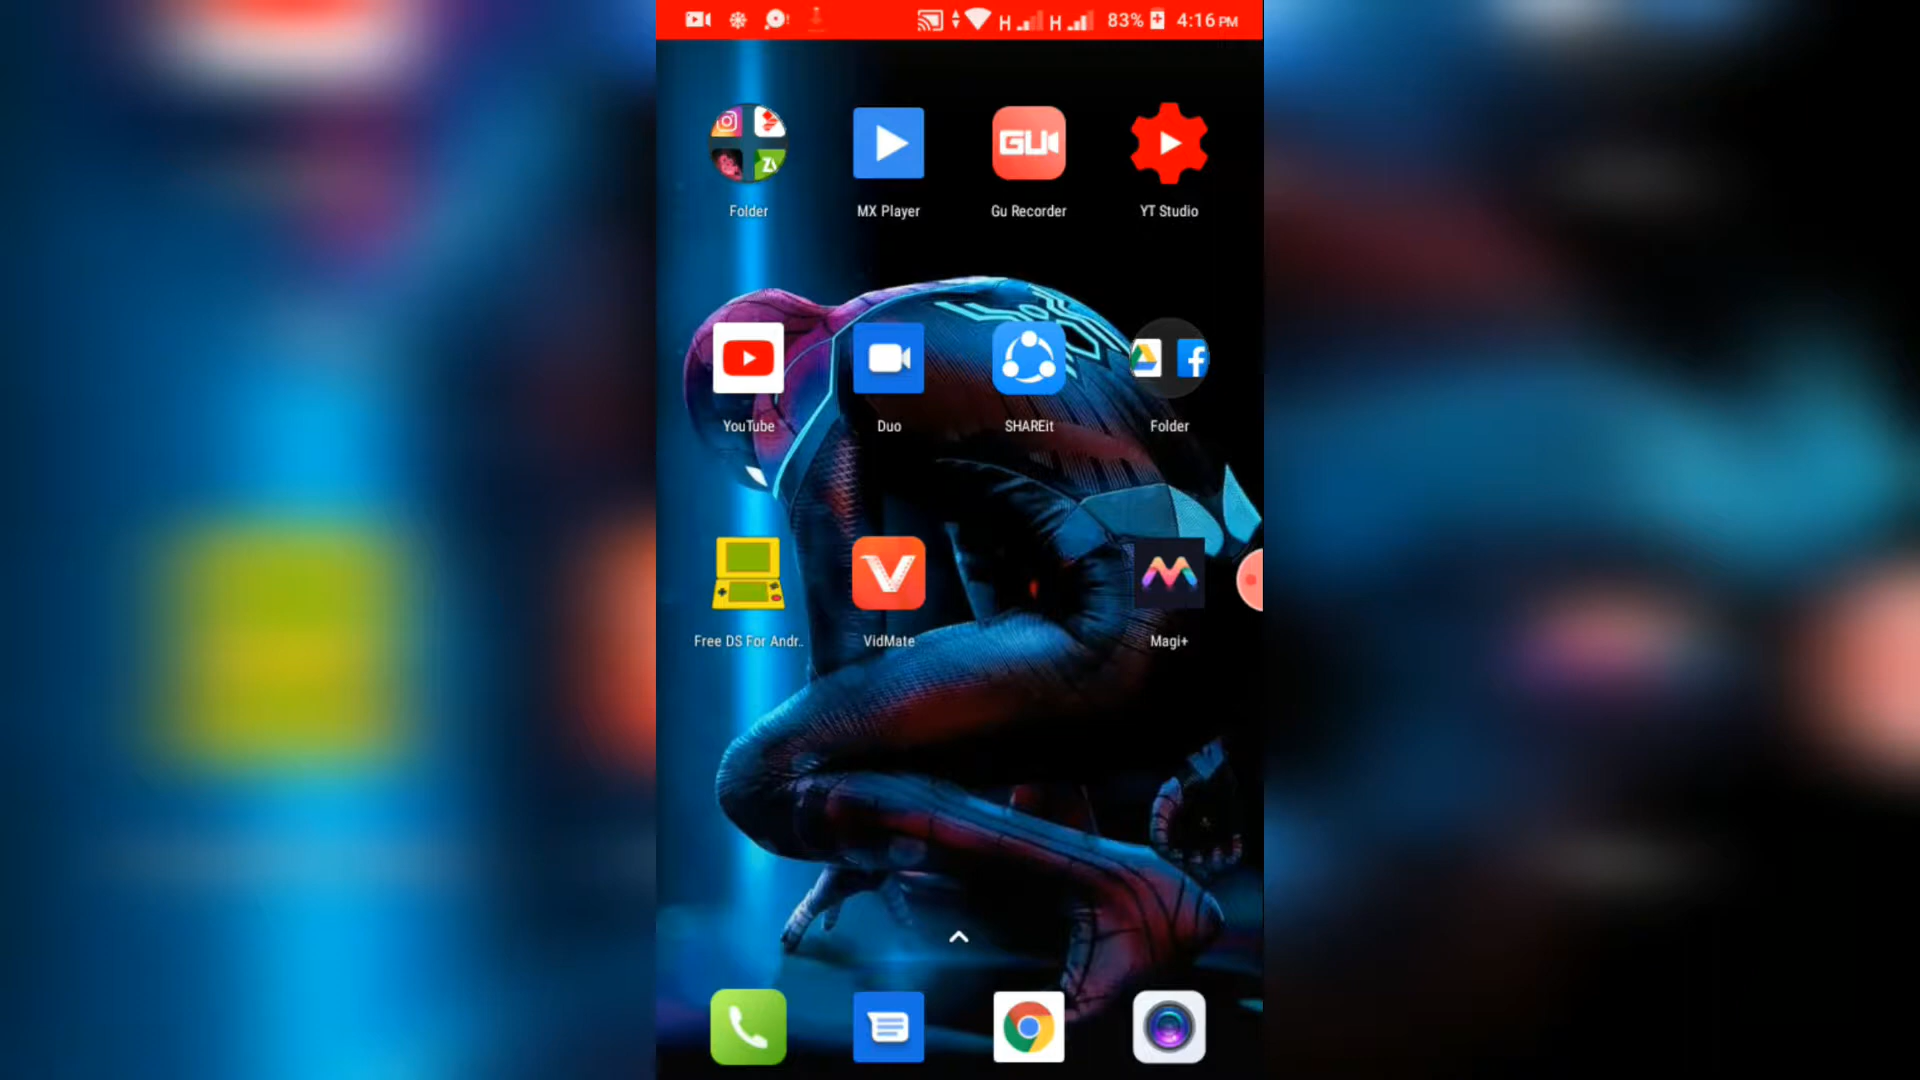 H H 83% 4:16 PM
Folder MX Player Gu Recorder YT Studio
YouTube Duo SHAREit Folder
Free DS For Andr.. VidMate Magi+